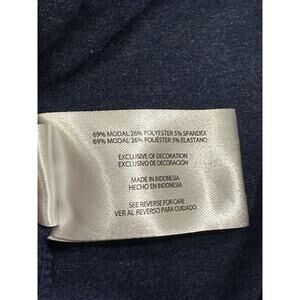 69% MODAL 26% POLYESTER 5% SPANDEX
69% MODAL 26% POLIÉSTER 5% ELASTANO
EXCLUSIVE OF DECORATION
EXCLUSIVO DE DECORACIÓN
MADE IN INDONESIA
HECHO EN INDONESIA
SEE REVERSE FOR CARE
VER AL REVERSO PARA CUIDADO